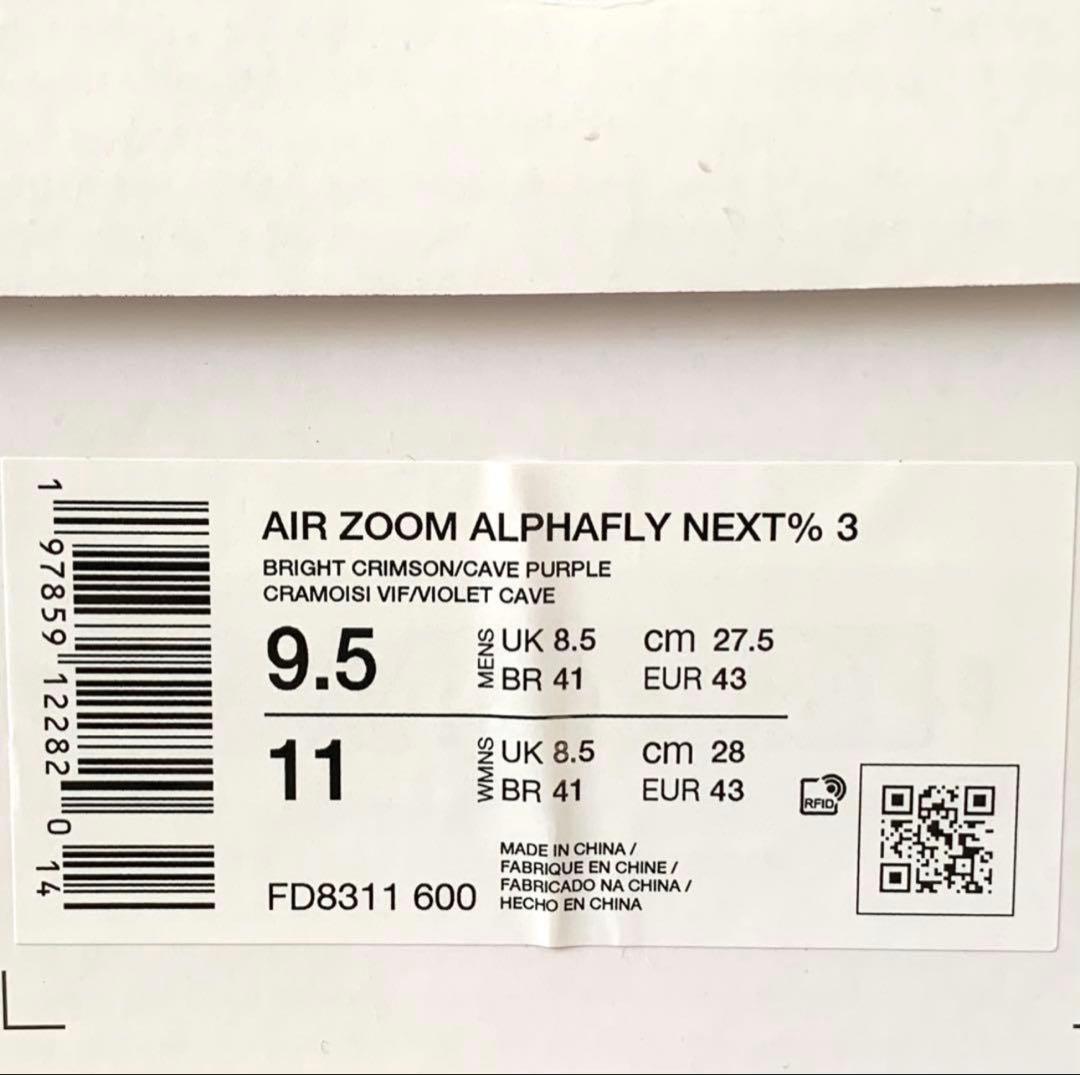 1 97859 12282 0 14
AIR ZOOM ALPHAFLY NEXT% 3
BRIGHT CRIMSON/CAVE PURPLE
CRAMOISI VIF/VIOLET CAVE
9.5
MENS
UK 8.5 cm 27.5
BR 41 EUR 43
11
WMNS
UK 8.5 cm 28
BR 41 EUR 43
RFID
FD8311 600
MADE IN CHINA /
FABRIQUE EN CHINE /
FABRICADO NA CHINA /
HECHO EN CHINA